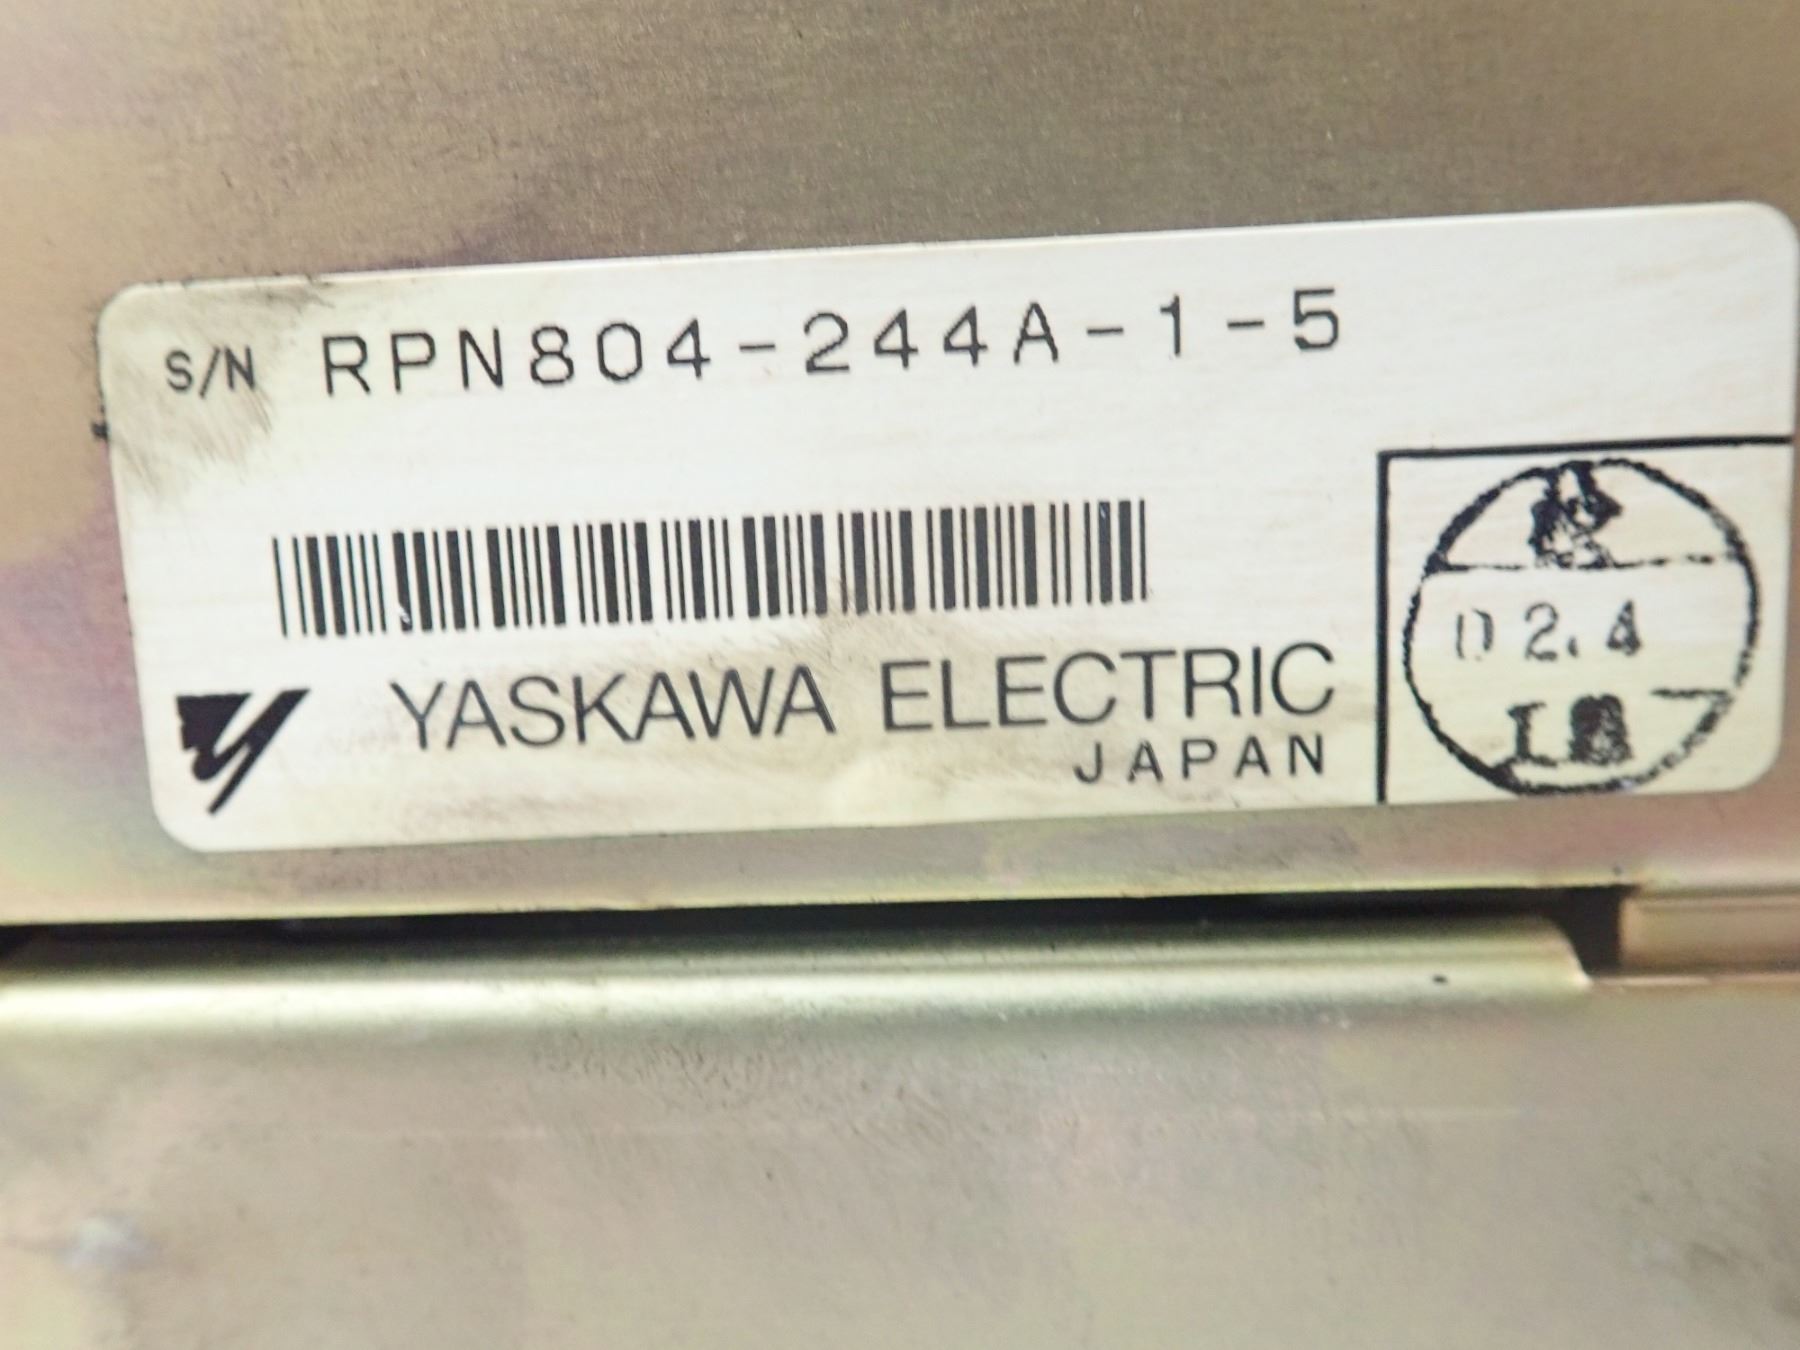 S/N RPN804-244A-1-5
YASKAWA ELECTRIC
JAPAN
02.4